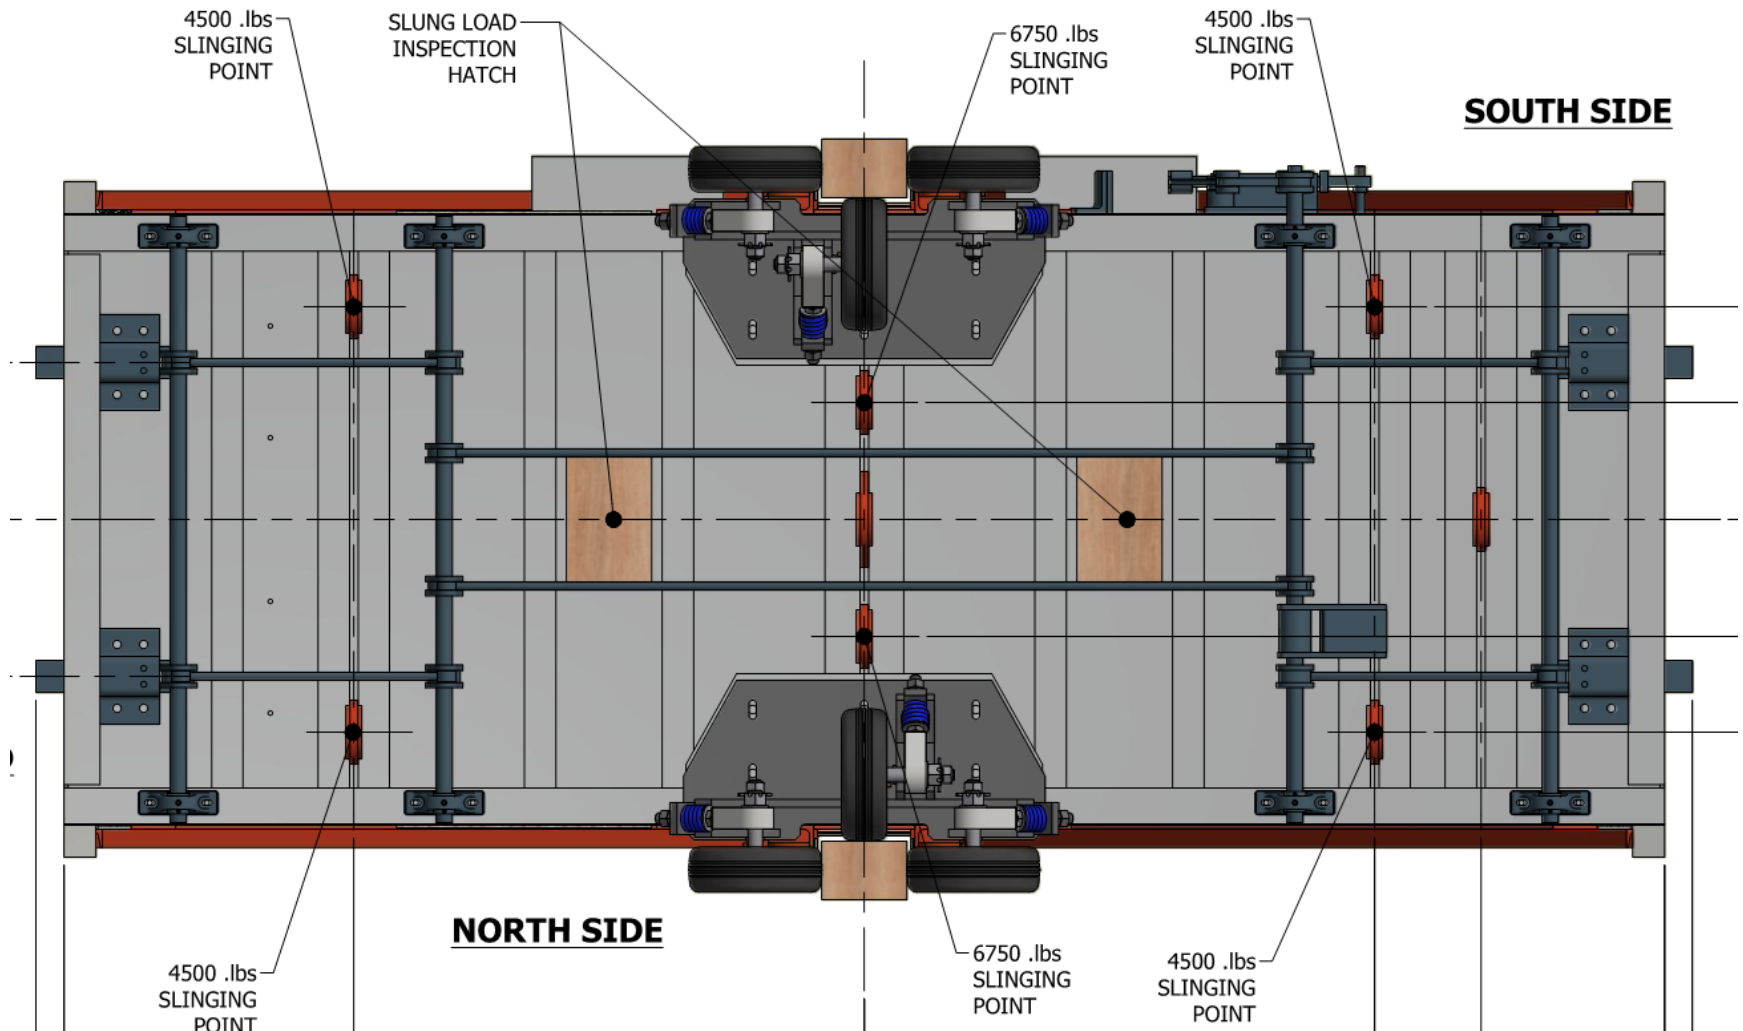 4500 .lbs
SLINGING
POINT
SLUNG LOAD
INSPECTION
HATCH
6750 .lbs
SLINGING
POINT
4500 .lbs
SLINGING
POINT
SOUTH SIDE
NORTH SIDE
4500 .lbs
SLINGING
POINT
6750 .lbs
SLINGING
POINT
4500 .lbs
SLINGING
POINT